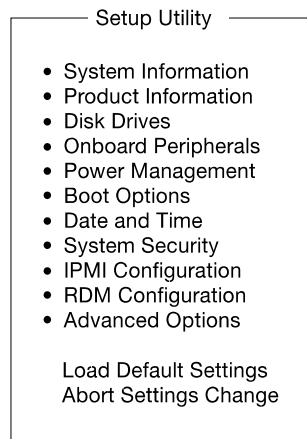 Setup Utility
• System Information
• Product Information
• Disk Drives
• Onboard Peripherals
• Power Management
• Boot Options
• Date and Time
• System Security
• IPMI Configuration
• RDM Configuration
• Advanced Options
Load Default Settings
Abort Settings Change